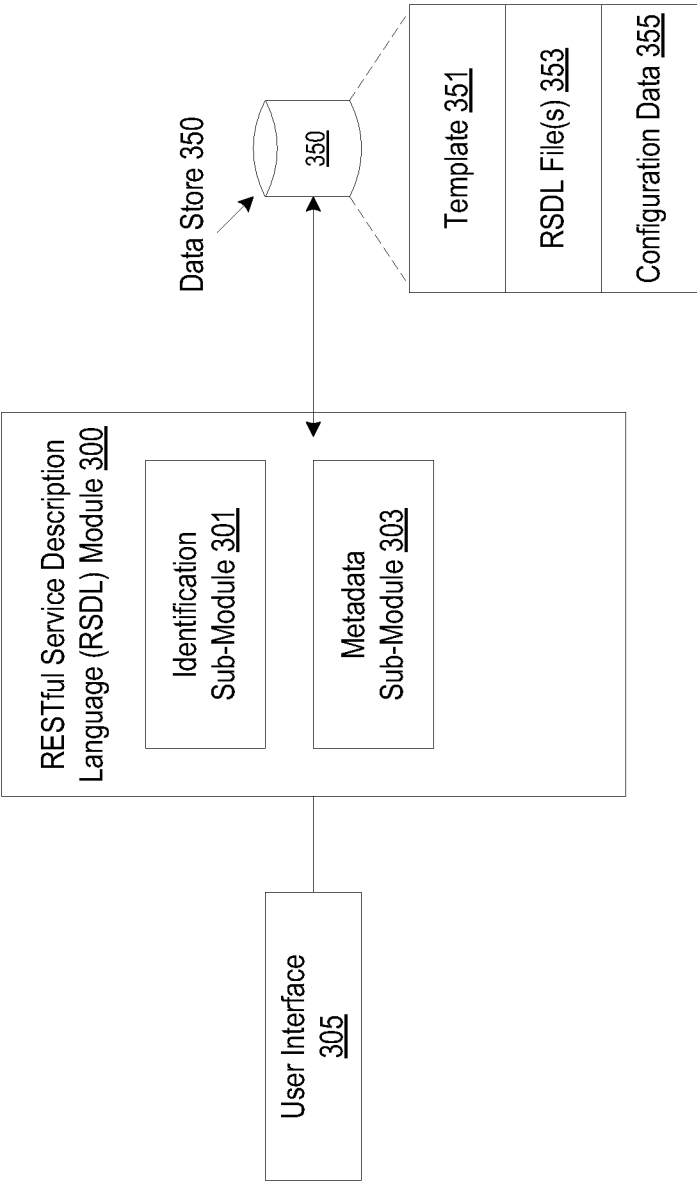 RESTful Service Description
Language (RSDL) Module 300
Identification
Sub-Module 301
Metadata
Sub-Module 303
User Interface
305
Data Store 350
350
Template 351
RSDL File(s) 353
Configuration Data 355